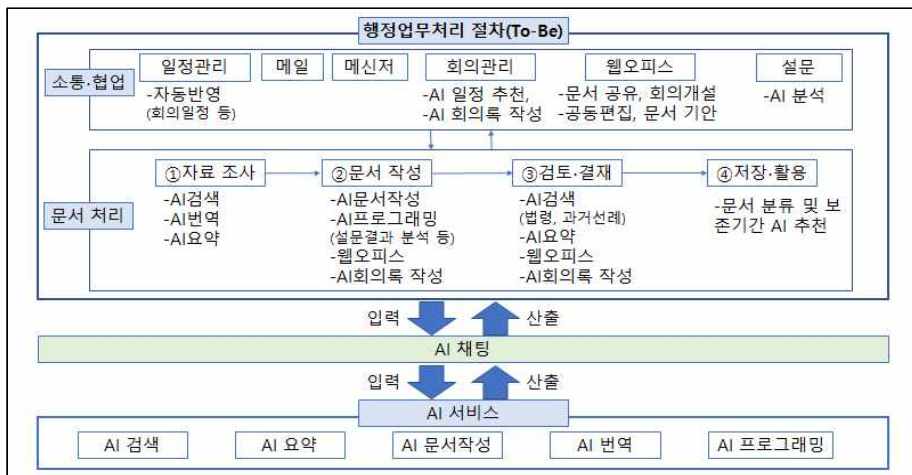 행정업무처리 절차(To-Be)
소통·협업
일정관리
-자동반영
(회의일정 등)
메일
메신저
회의관리
-AI 일정 추천,
-AI 회의록 작성
웹오피스
-문서 공유, 회의개설
-공동편집, 문서 기안
설문
-AI 분석
문서 처리
①자료 조사
-AI검색
-AI번역
-AI요약
②문서 작성
-AI문서작성
-AI프로그래밍
(설문결과 분석 등)
-웹오피스
-AI회의록 작성
③검토·결재
-AI검색
(법령, 과거선례)
-AI요약
-웹오피스
-AI회의록 작성
④저장·활용
-문서 분류 및 보
존기간 AI 추천
입력
산출
AI 채팅
입력
산출
AI 서비스
AI 검색
AI 요약
AI 문서작성
AI 번역
AI 프로그래밍